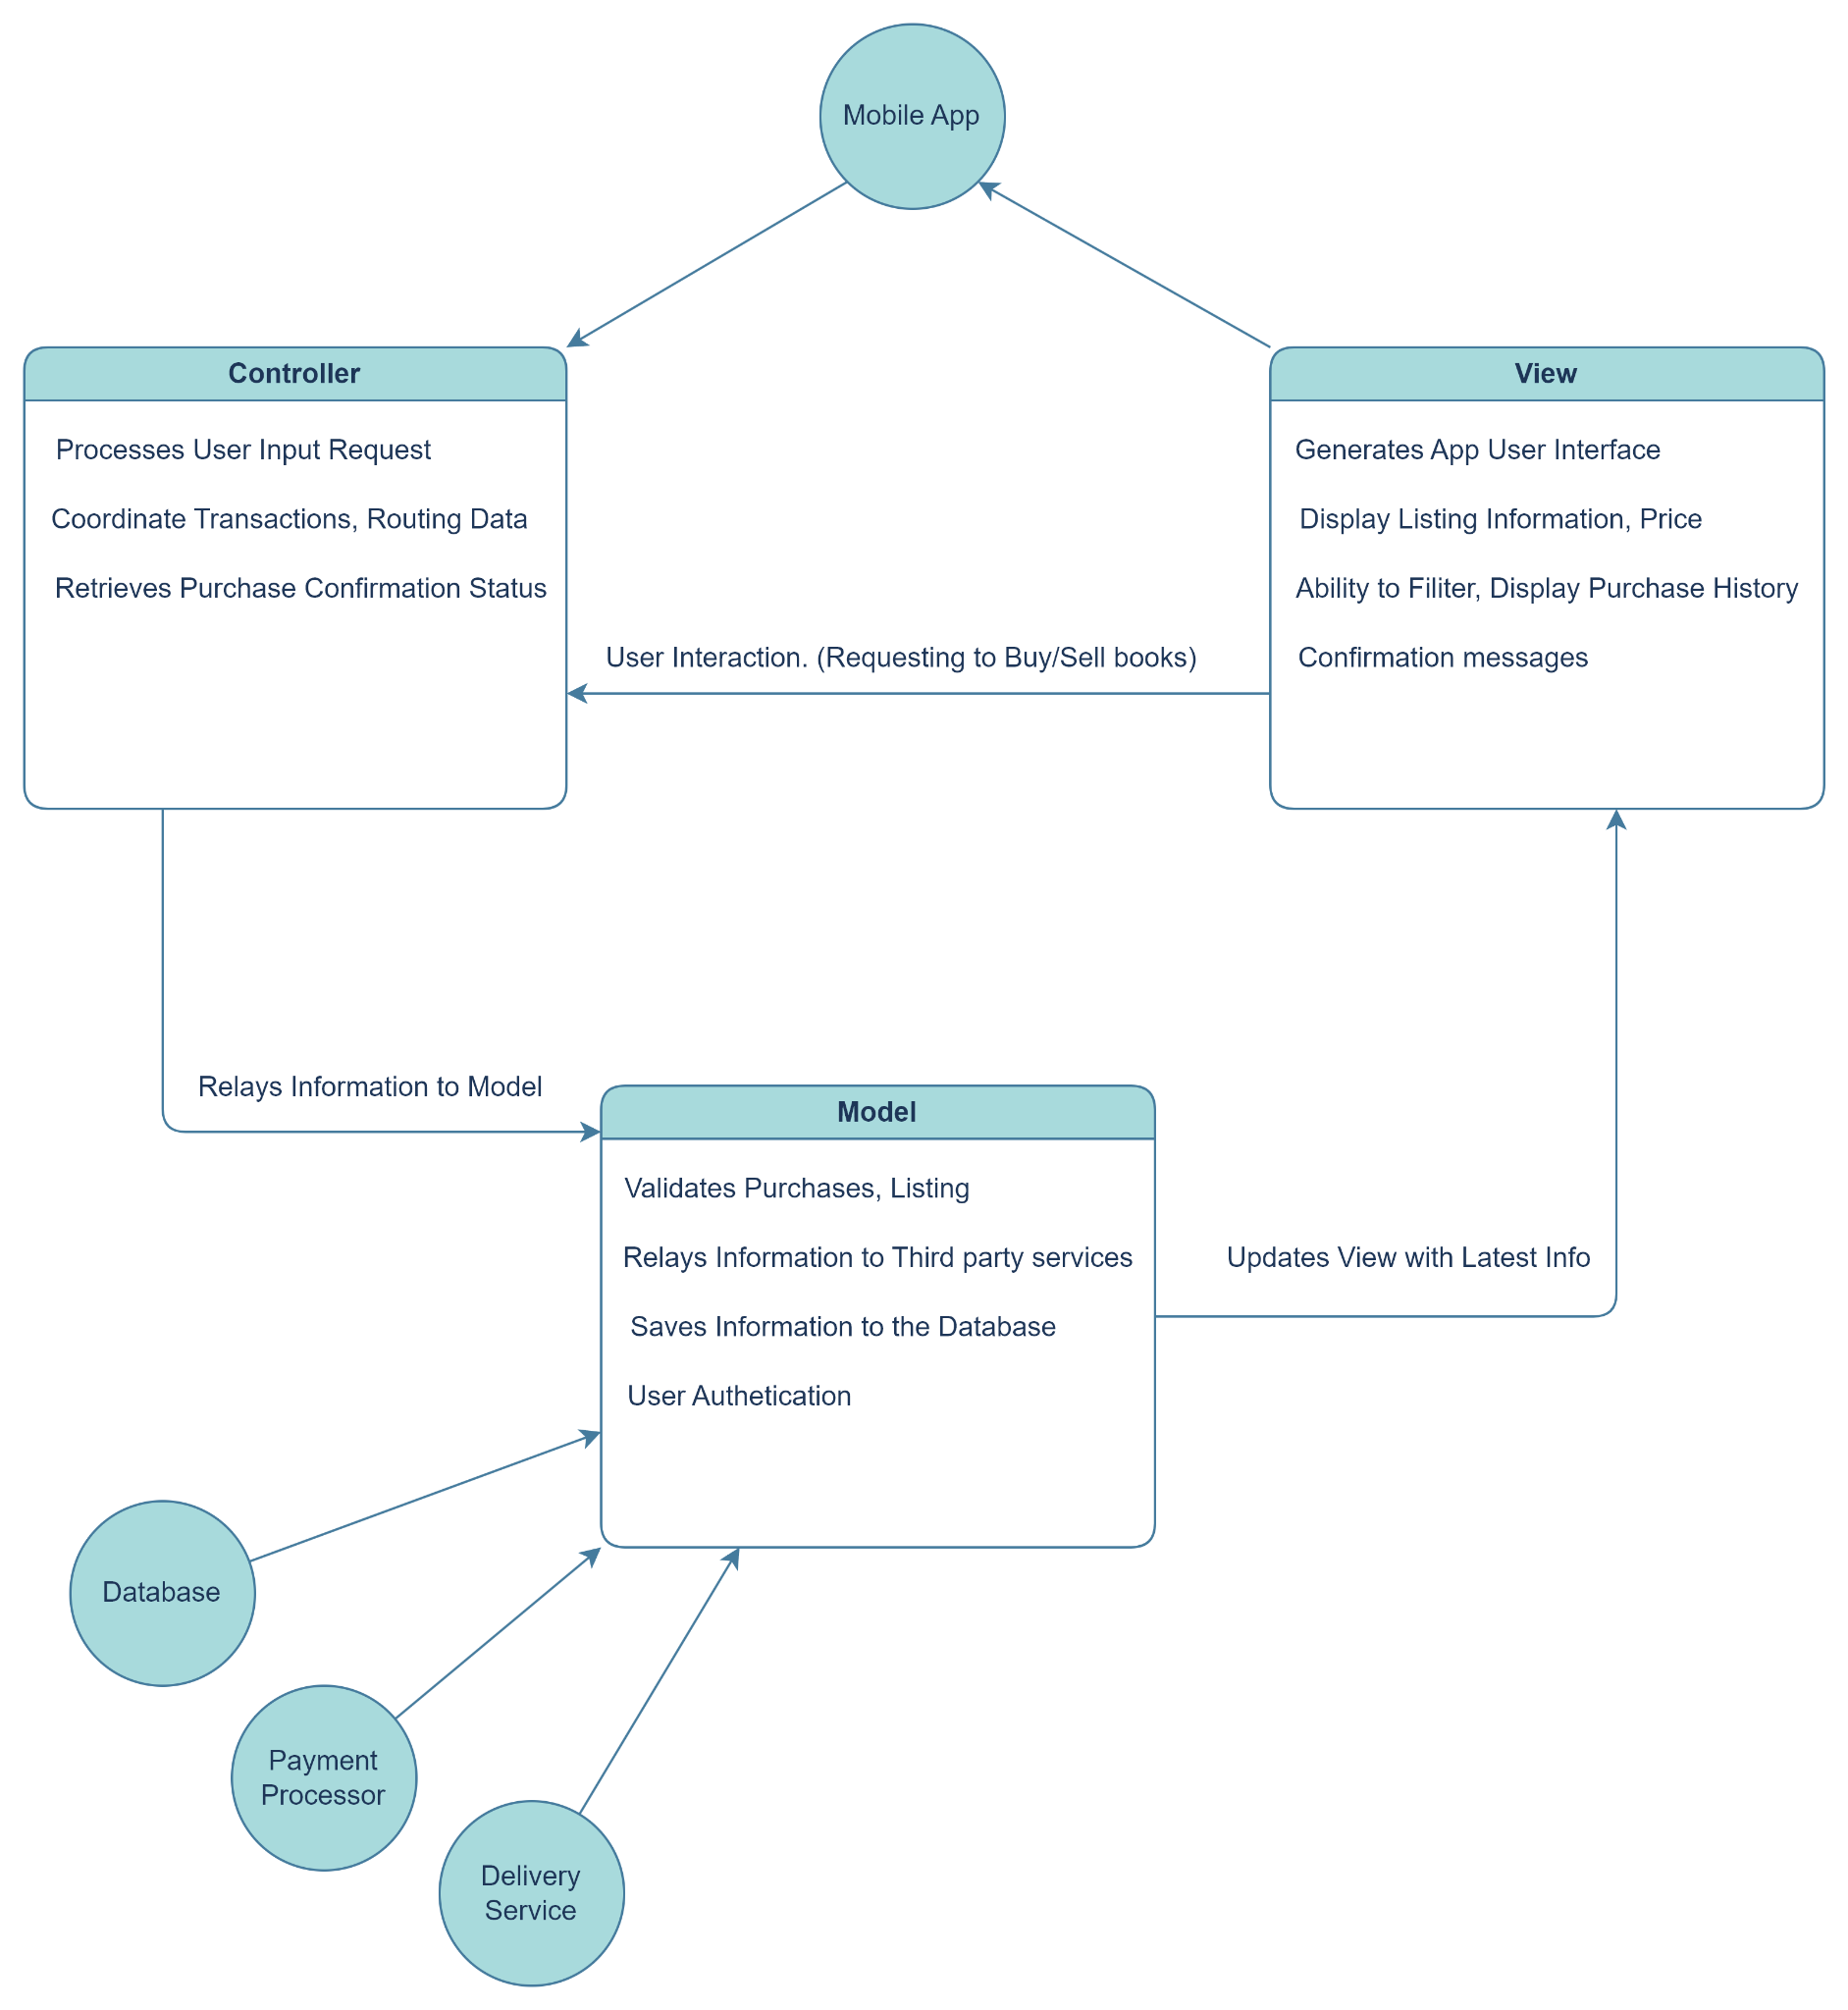 Mobile App
Controller
Processes User Input Request
Coordinate Transactions, Routing Data
Retrieves Purchase Confirmation Status
View
Generates App User Interface
Display Listing Information, Price
Ability to Filiter, Display Purchase History
Confirmation messages
User Interaction. (Requesting to Buy/Sell books)
Relays Information to Model
Model
Validates Purchases, Listing
Relays Information to Third party services
Saves Information to the Database
User Authetication
Updates View with Latest Info
Database
Payment
Processor
Delivery
Service